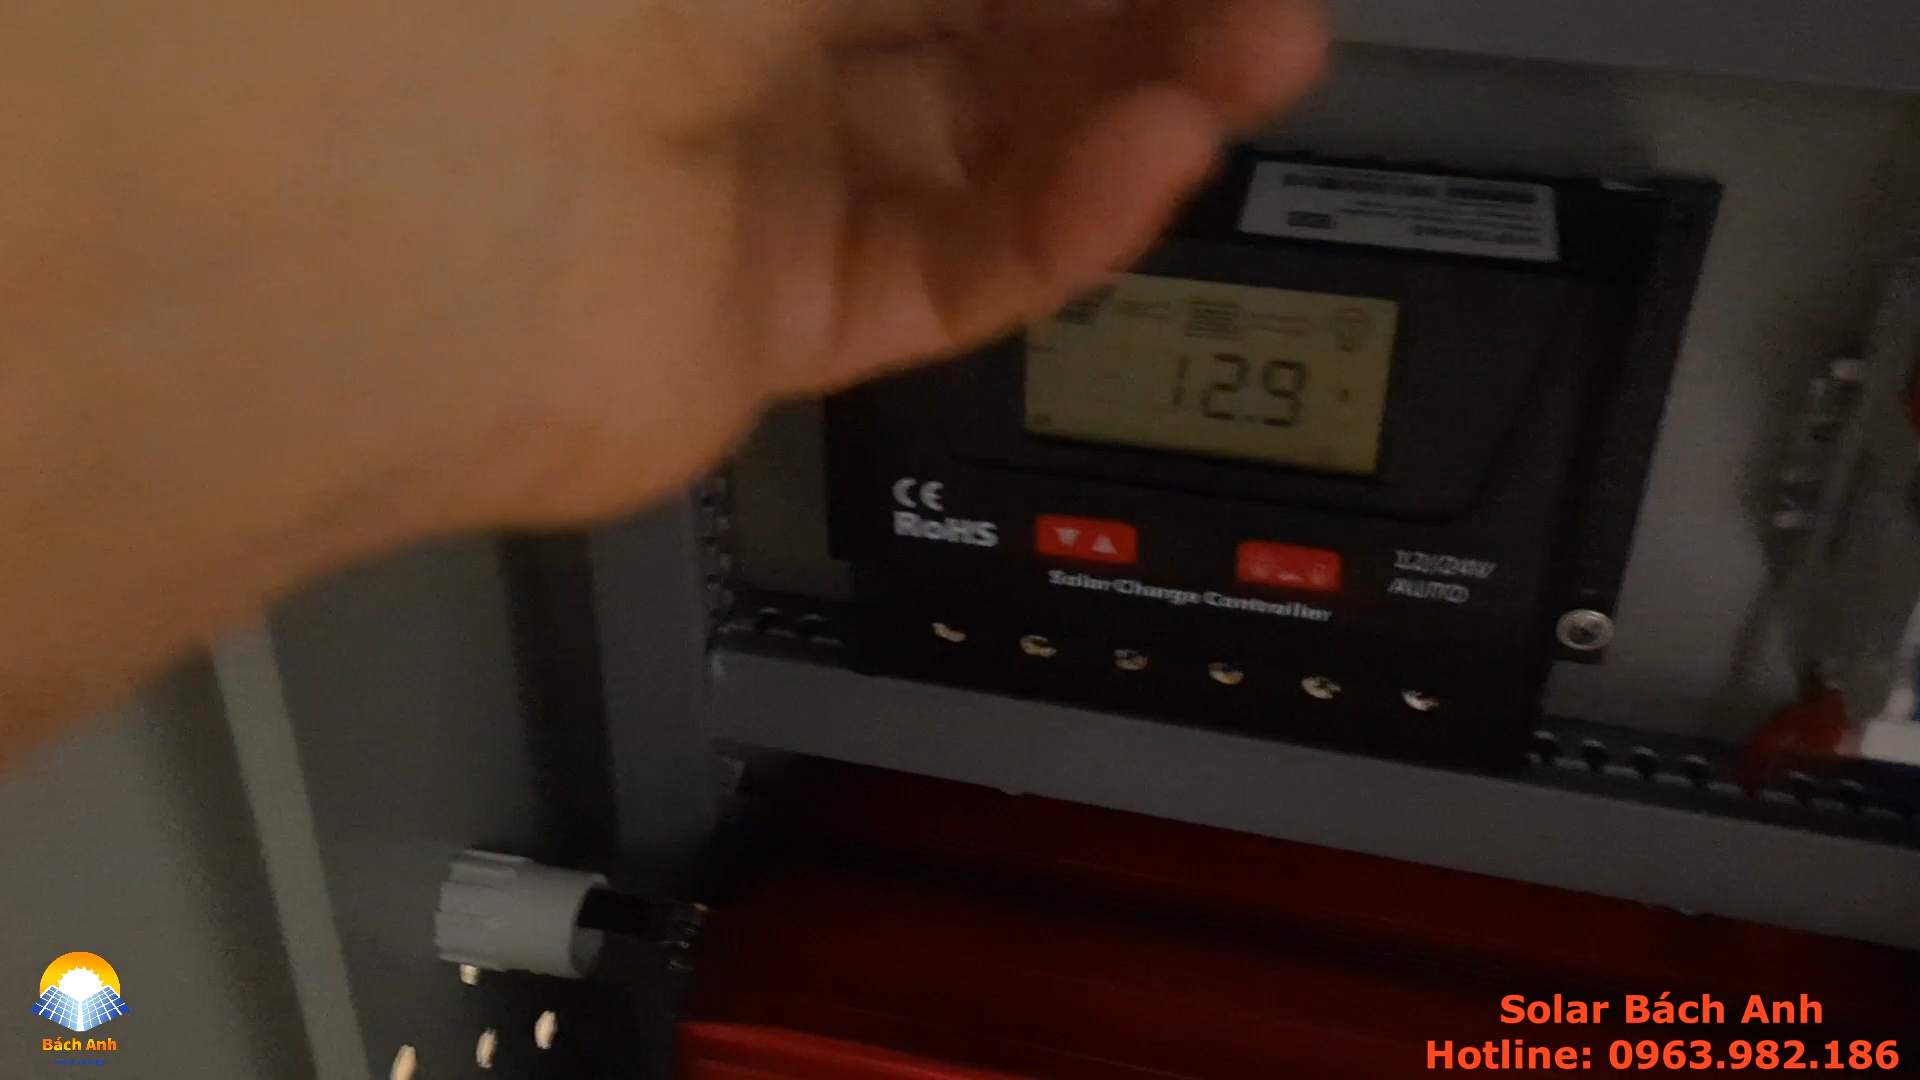 12.9
CE
RoHS
Solar Charge Controller
12V/24V/
AUTO
Bách Anh
Solar Bách Anh
Hotline: 0963.982.186